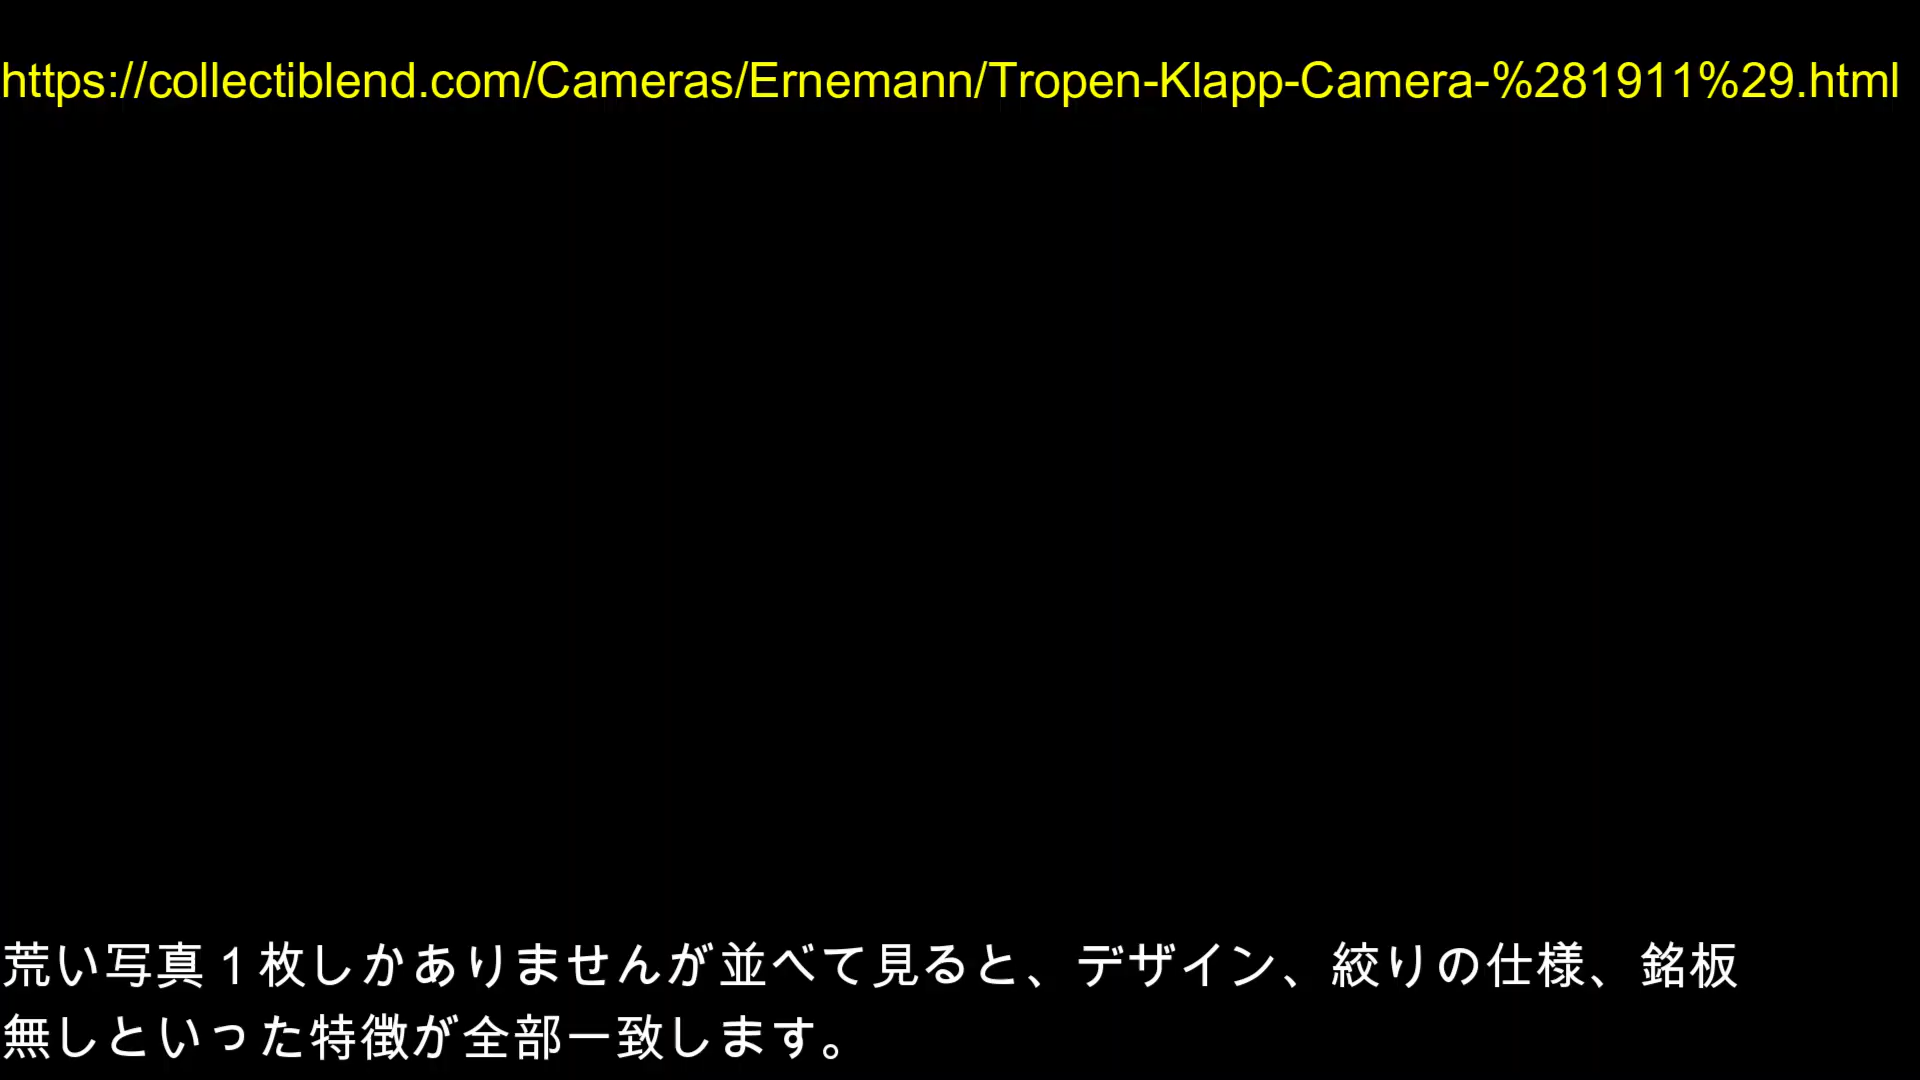 https://collectiblend.com/Cameras/Ernemann/Tropen-Klapp-Camera-%281911%29.html
荒い写真１枚しかありませんが並べて見ると、デザイン、絞りの仕様、銘板
無しといった特徴が全部一致します。